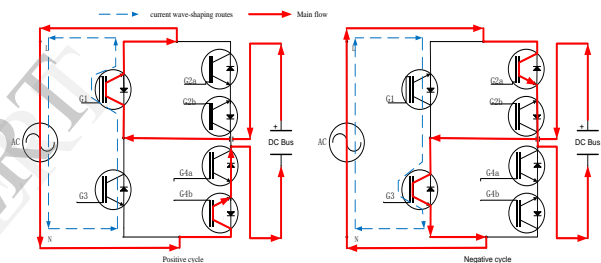 current wave-shaping routes
Main flow
L
G1
G3
AC
N
G2a
G2b
G4a
G4b
+
DC Bus
-
Positive cycle
L
G1
G3
AC
N
G2a
G2b
G4a
G4b
+
DC Bus
-
Negative cycle